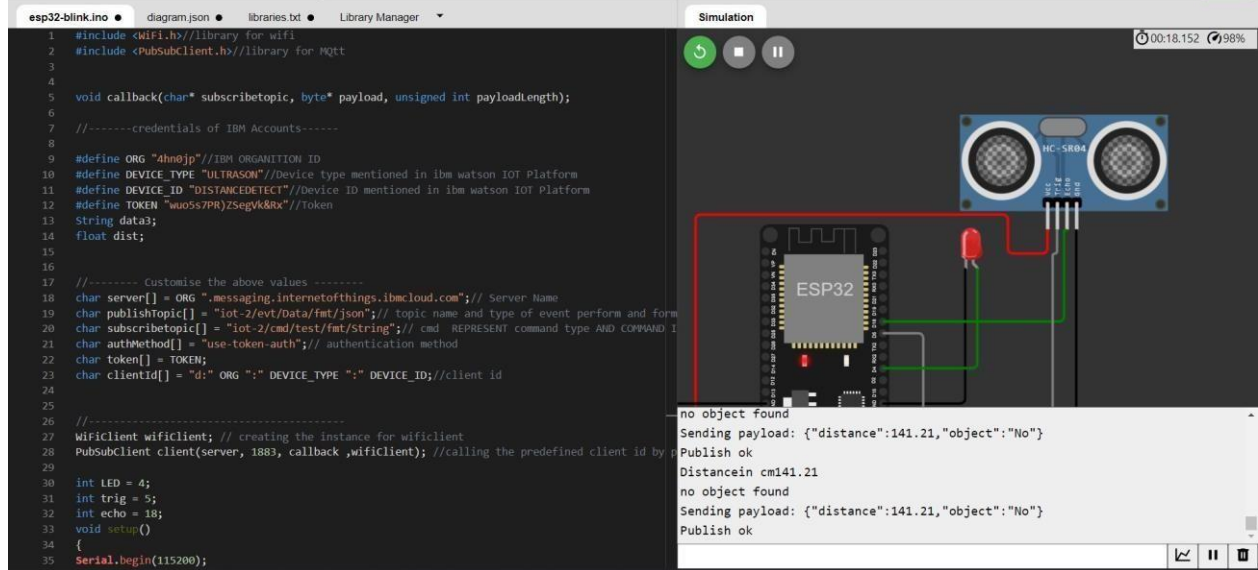 esp32-blink.ino ● diagram.json ● libraries.txt ● Library Manager ▼
1 #include <WiFi.h>//library for wifi
2 #include <PubSubClient.h>//library for MQtt
3
4
5 void callback(char* subscribetopic, byte* payload, unsigned int payloadLength);
6
7 //-------credentials of IBM Accounts------
8
9 #define ORG "4hn0jp"//IBM ORGANITION ID
10 #define DEVICE_TYPE "ULTRASON"//Device type mentioned in ibm watson IOT Platform
11 #define DEVICE_ID "DISTANCEDETECT"//Device ID mentioned in ibm watson IOT Platform
12 #define TOKEN "wuo5s7PR)ZSegVk&Rx"//Token
13 String data3;
14 float dist;
15
16
17 //-------- Customise the above values --------
18 char server[] = ORG ".messaging.internetofthings.ibmcloud.com";// Server Name
19 char publishTopic[] = "iot-2/evt/Data/fmt/json";// topic name and type of event perform and form
20 char subscribetopic[] = "iot-2/cmd/test/fmt/String";// cmd REPRESENT command type AND COMMAND I
21 char authMethod[] = "use-token-auth";// authentication method
22 char token[] = TOKEN;
23 char clientId[] = "d:" ORG ":" DEVICE_TYPE ":" DEVICE_ID;//client id
24
25
26 //-----------------------------------------
27 WiFiClient wifiClient; // creating the instance for wificlient
28 PubSubClient client(server, 1883, callback ,wifiClient); //calling the predefined client id by p
29
30 int LED = 4;
31 int trig = 5;
32 int echo = 18;
33 void setup()
34 {
35 Serial.begin(115200);
Simulation
00:18.152 98%
HC-SR04
Vcc Trig Echo Gnd
ESP32
no object found
Sending payload: {"distance":141.21,"object":"No"}
Publish ok
Distancein cm141.21
no object found
Sending payload: {"distance":141.21,"object":"No"}
Publish ok